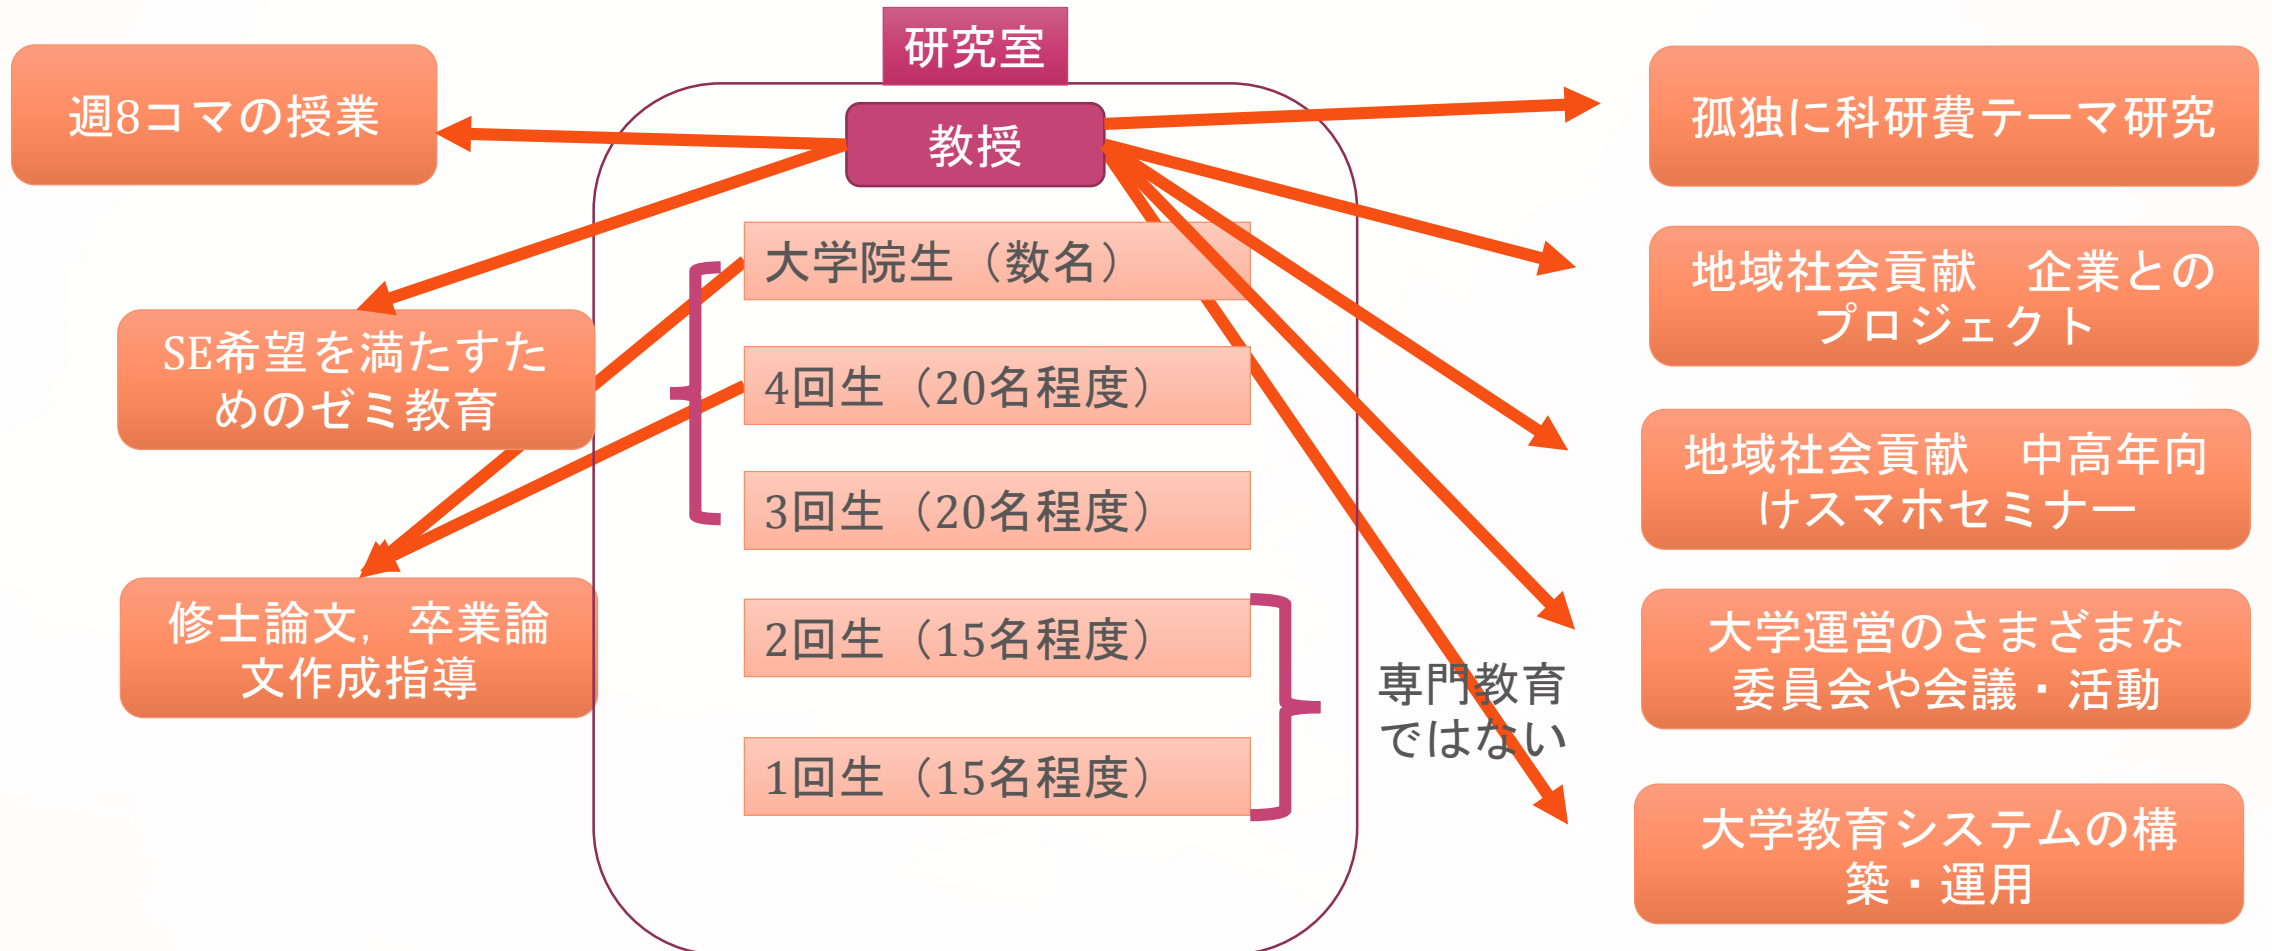 研究室
教授
週8コマの授業
SE希望を満たすた
めのゼミ教育
修士論文，卒業論
文作成指導
大学院生（数名）
4回生（20名程度）
3回生（20名程度）
2回生（15名程度）
1回生（15名程度）
専門教育
ではない
孤独に科研費テーマ研究
地域社会貢献　企業との
プロジェクト
地域社会貢献　中高年向
けスマホセミナー
大学運営のさまざまな
委員会や会議・活動
大学教育システムの構
築・運用